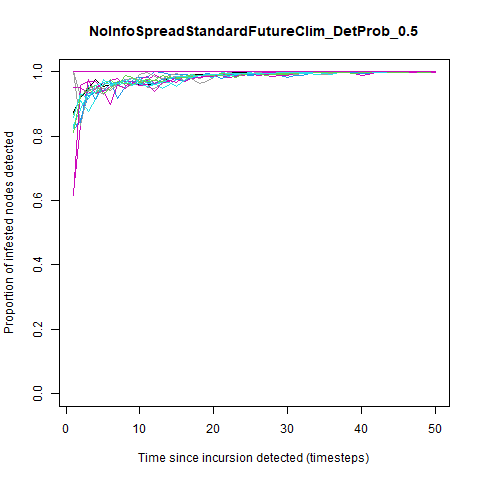 NoInfoSpreadStandardFutureClim_DetProb_0.5
Proportion of infested nodes detected
1.0
0.8
0.6
0.4
0.2
0.0
0 10 20 30 40 50
Time since incursion detected (timesteps)